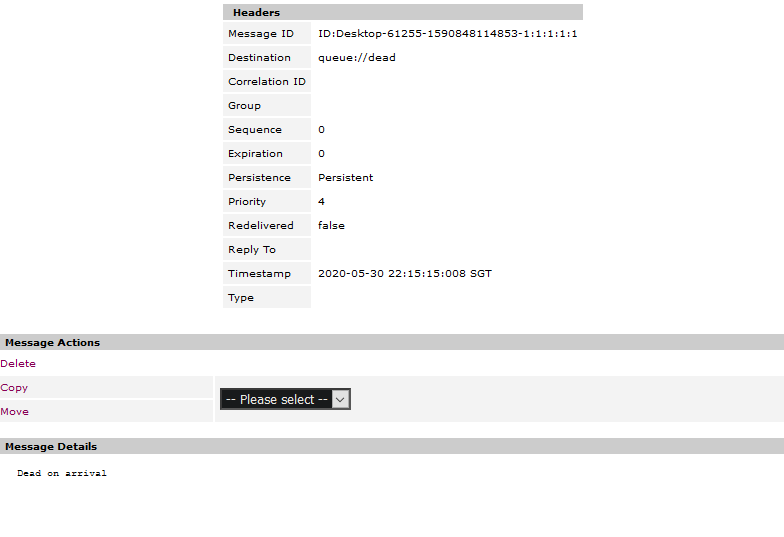 Headers
Message ID ID:Desktop-61255-1590848114853-1:1:1:1:1
Destination queue://dead
Correlation ID
Group
Sequence 0
Expiration 0
Persistence Persistent
Priority 4
Redelivered false
Reply To
Timestamp 2020-05-30 22:15:15:008 SGT
Type
Message Actions
Delete
Copy
-- Please select --
Move
Message Details
Dead on arrival